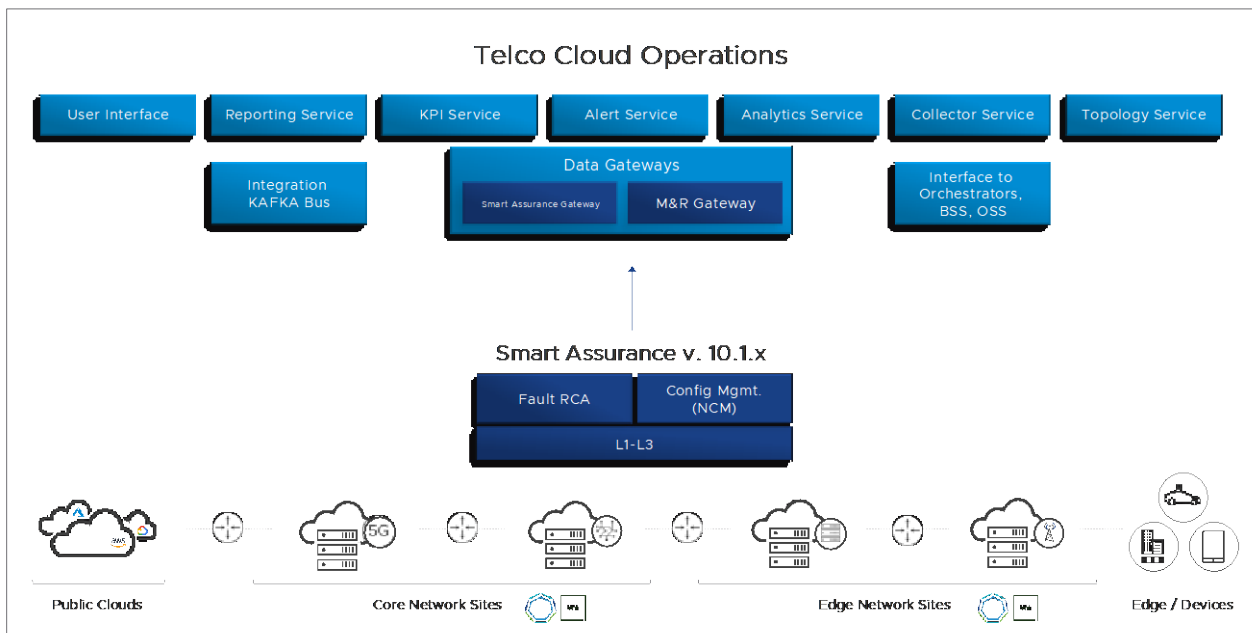 Telco Cloud Operations
User Interface
Reporting Service
KPI Service
Alert Service
Analytics Service
Collector Service
Topology Service
Integration
KAFKA Bus
Data Gateways
Smart Assurance Gateway
M&R Gateway
Interface to
Orchestrators,
BSS, OSS
Smart Assurance v. 10.1.x
Fault RCA
Config Mgmt.
(NCM)
L1-L3
aws
5G
Public Clouds
Core Network Sites
Edge Network Sites
Edge / Devices